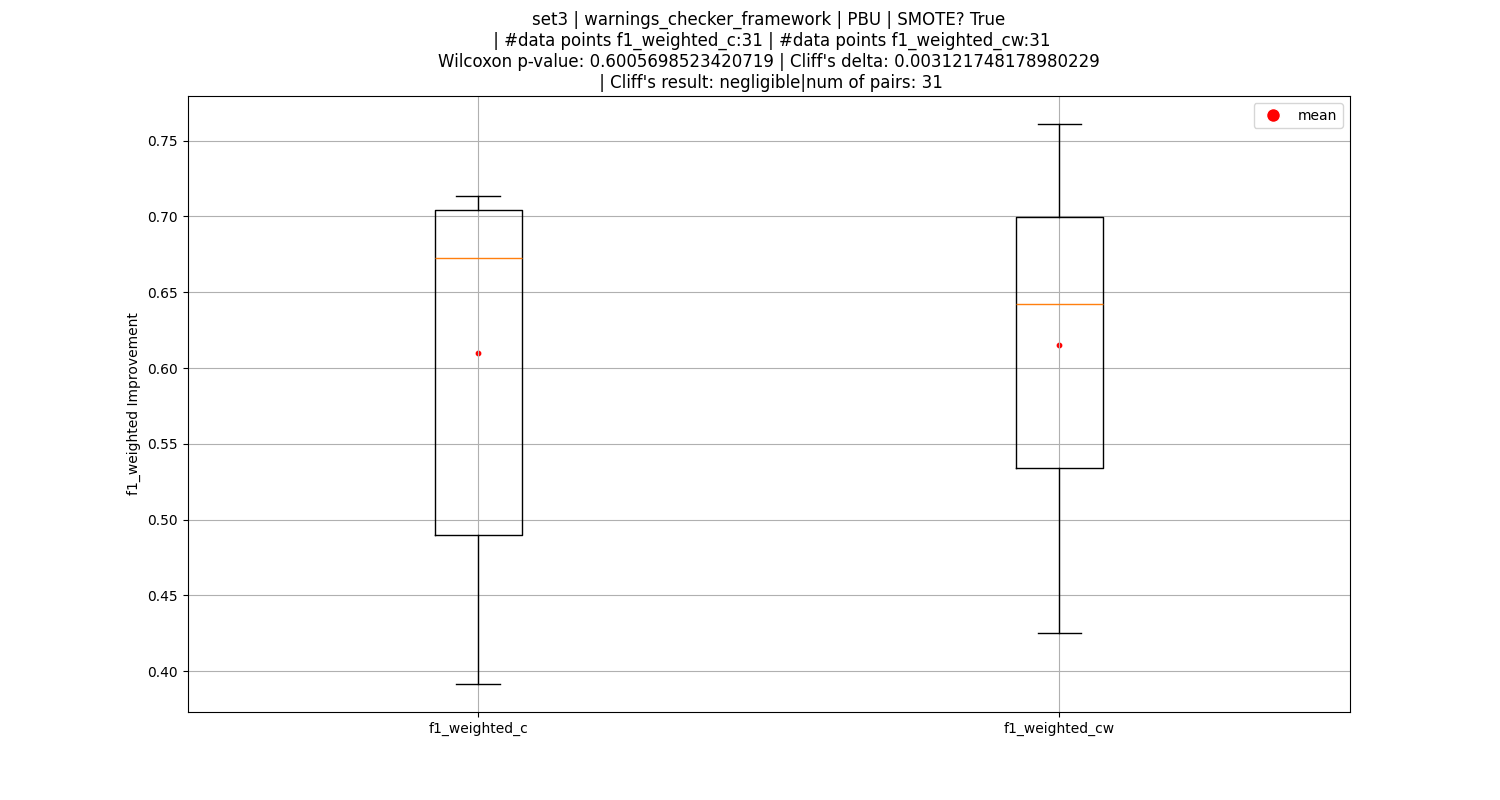 set3 | warnings_checker_framework | PBU | SMOTE? True
| #data points f1_weighted_c:31 | #data points f1_weighted_cw:31
Wilcoxon p-value: 0.6005698523420719 | Cliff's delta: 0.003121748178980229
| Cliff's result: negligible|num of pairs: 31
mean
0.75
0.70
0.65
0.60
0.55
0.50
0.45
0.40
f1_weighted Improvement
f1_weighted_c
f1_weighted_cw